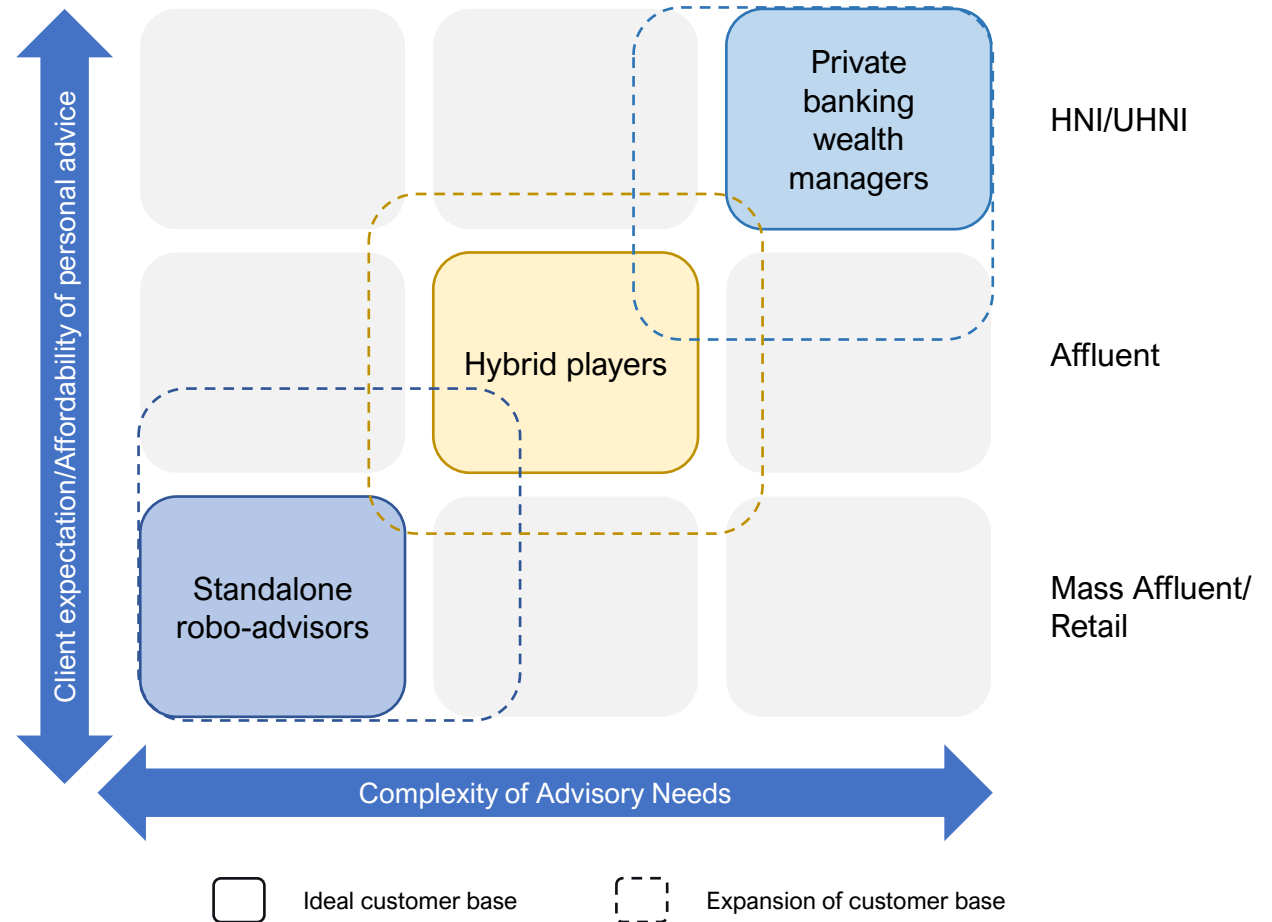 Client expectation/Affordability of personal advice
Private
banking
wealth
managers
HNI/UHNI
Hybrid players
Affluent
Standalone
robo-advisors
Mass Affluent/
Retail
Complexity of Advisory Needs
Ideal customer base
Expansion of customer base